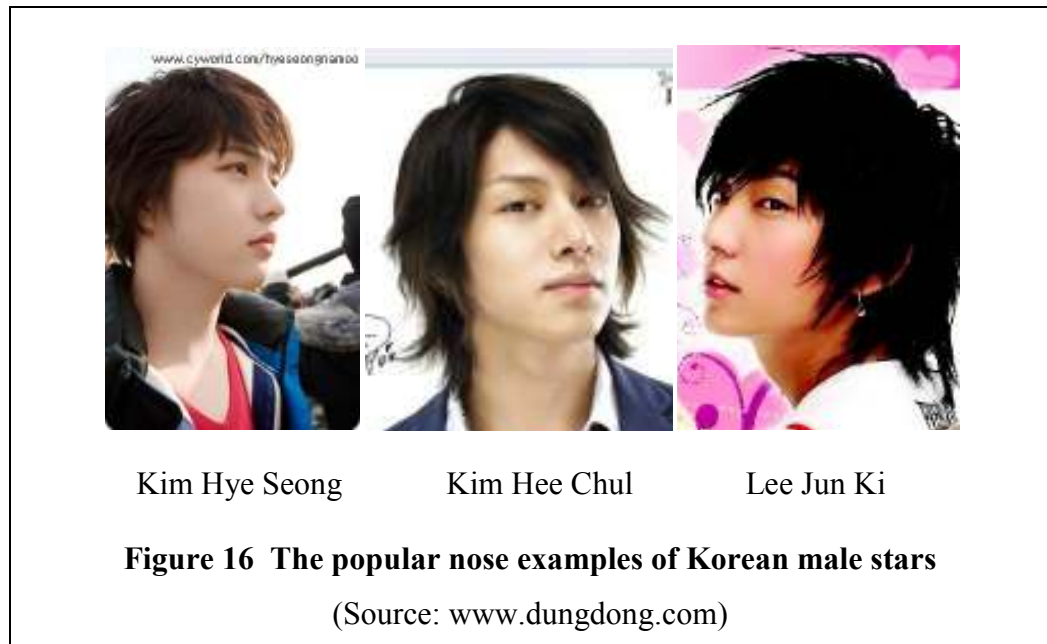 www.cyworld.com/hyeseongnamoo
Kim Hye Seong Kim Hee Chul Lee Jun Ki
Figure 16 The popular nose examples of Korean male stars
(Source: www.dungdong.com)